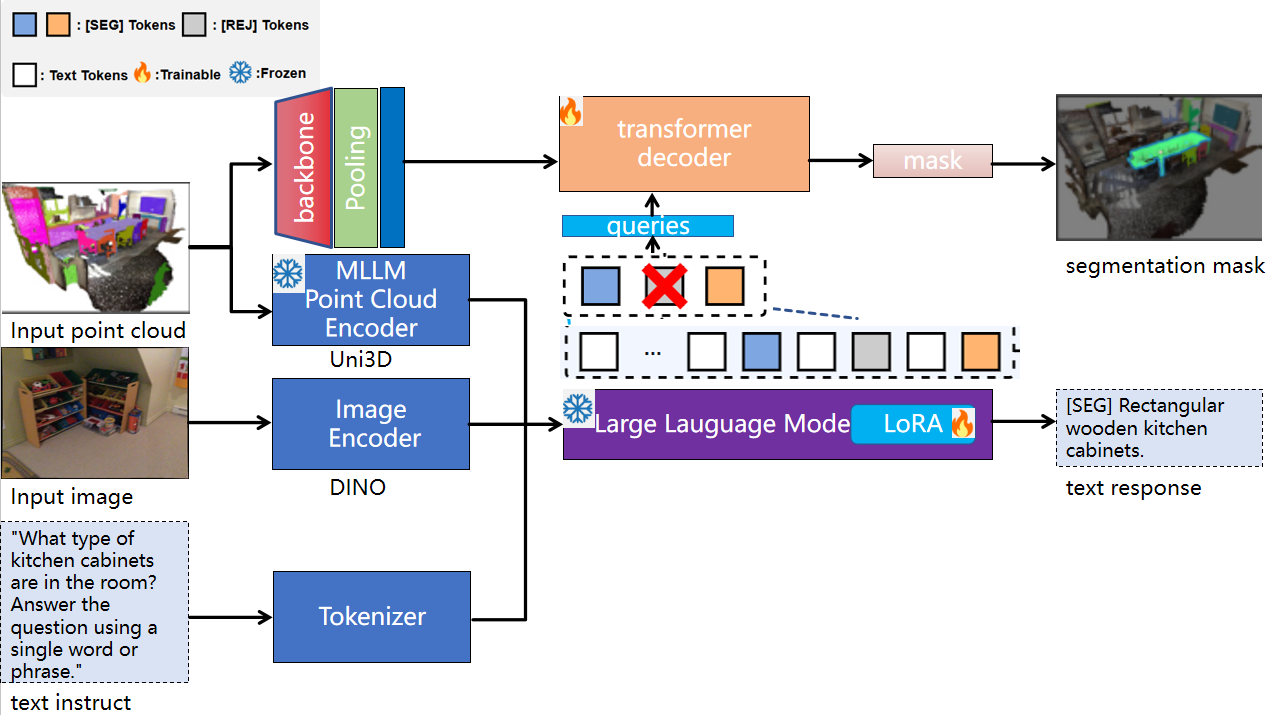 : [SEG] Tokens
: [REJ] Tokens
: Text Tokens
:Trainable
:Frozen
backbone
Pooling
transformer
decoder
mask
segmentation mask
queries
Input point cloud
MLLM
Point Cloud
Encoder
Uni3D
...
Image
Encoder
DINO
Input image
Large Lauguage Mode
LoRA
[SEG] Rectangular
wooden kitchen
cabinets.
text response
"What type of
kitchen cabinets
are in the room?
Answer the
question using a
single word or
phrase."
text instruct
Tokenizer